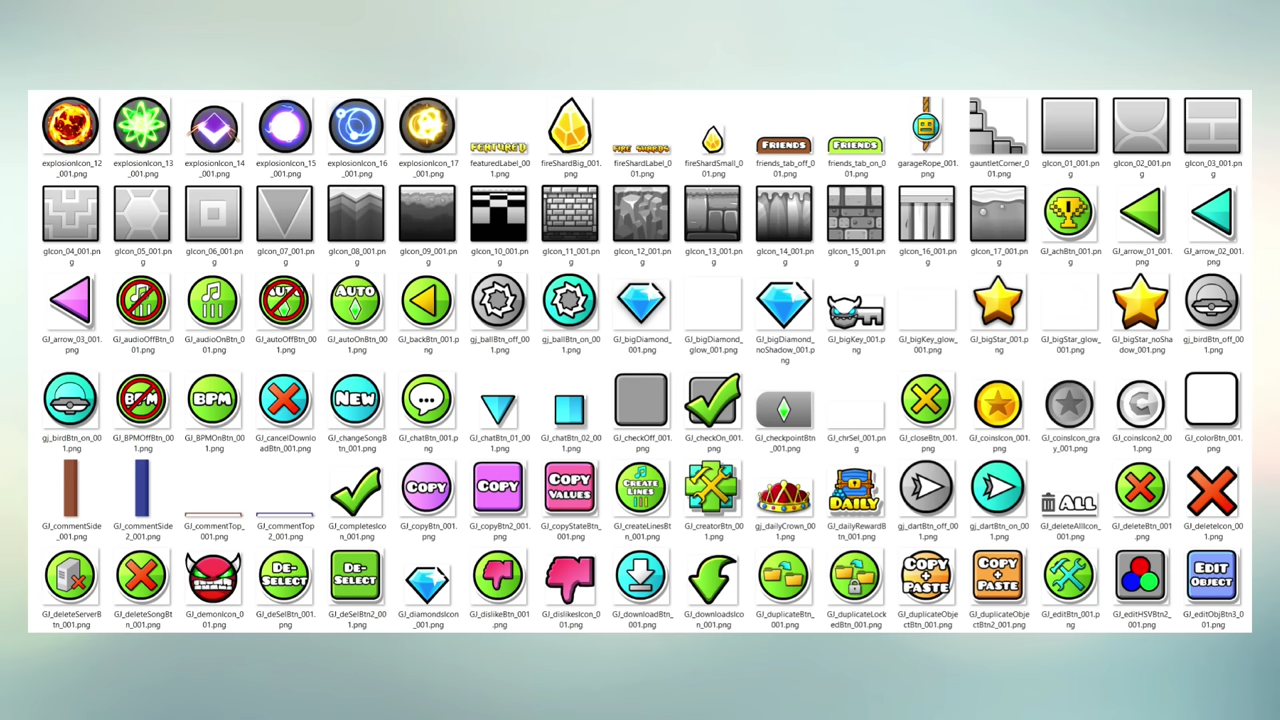 FEATURED
FIRE SHARDS
FRIENDS
FRIENDS
explosionIcon_12 explosionIcon_13 explosionIcon_14 explosionIcon_15 explosionIcon_16 explosionIcon_17 featuredLabel_00 fireShardBig_001. fireShardLabel_0 fireShardSmall_0 friends_tab_off_0 friends_tab_on_0 garageRope_001. gauntletCorner_0 gIcon_01_001.pn gIcon_02_001.pn gIcon_03_001.pn
_001.png _001.png _001.png _001.png _001.png _001.png 1.png png 01.png 01.png 01.png 01.png png 01.png g g g
gIcon_04_001.pn gIcon_05_001.pn gIcon_06_001.pn gIcon_07_001.pn gIcon_08_001.pn gIcon_09_001.pn gIcon_10_001.pn gIcon_11_001.pn gIcon_12_001.pn gIcon_13_001.pn gIcon_14_001.pn gIcon_15_001.pn gIcon_16_001.pn gIcon_17_001.pn GJ_achBtn_001.pn GJ_arrow_01_001. GJ_arrow_02_001.
g g g g g g g g g g g g g g g png png
AUTO AUTO
GJ_arrow_03_001. GJ_audioOffBtn_0 GJ_audioOnBtn_0 GJ_autoOffBtn_00 GJ_autoOnBtn_00 GJ_backBtn_001.p gj_ballBtn_off_00 gj_ballBtn_on_00 GJ_bigDiamond_ GJ_bigDiamond_ GJ_bigDiamond_ GJ_bigKey_001.p GJ_bigKey_glow_ GJ_bigStar_001.p GJ_bigStar_glow_ GJ_bigStar_noSha gj_birdBtn_off_00
png 01.png 01.png 1.png 1.png ng 1.png 1.png 001.png glow_001.png noShadow_001.p ng 001.png ng 001.png dow_001.png 1.png
ng
BPM BPM NEW C
gj_birdBtn_on_00 GJ_BPMOffBtn_00 GJ_BPMOnBtn_00 GJ_cancelDownlo GJ_changeSongB GJ_chatBtn_001.p GJ_chatBtn_01_00 GJ_chatBtn_02_00 GJ_checkOff_001. GJ_checkOn_001. GJ_checkpointBtn GJ_chrSel_001.pn GJ_closeBtn_001. GJ_coinsIcon_001. GJ_coinsIcon_gra GJ_coinsIcon2_00 GJ_colorBtn_001.
1.png 1.png 1.png adBtn_001.png tn_001.png ng 1.png 1.png png png _001.png g png png y_001.png 1.png png
COPY COPY COPY VALUES CREATE LINES DAILY ALL
GJ_commentSide GJ_commentSide GJ_commentTop_ GJ_commentTop GJ_completesIco GJ_copyBtn_001. GJ_copyBtn2_001. GJ_copyStateBtn_ GJ_createLinesBt GJ_creatorBtn_00 gj_dailyCrown_00 GJ_dailyRewardB gj_dartBtn_off_00 gj_dartBtn_on_00 GJ_deleteAllIcon_ GJ_deleteBtn_001 GJ_deleteIcon_00
_001.png 2_001.png 001.png 2_001.png n_001.png png png 001.png n_001.png 1.png 1.png tn_001.png 1.png 1.png 001.png .png 1.png
DE-SELECT DE-SELECT COPY + PASTE COPY + PASTE EDIT OBJECT
GJ_deleteServerB GJ_deleteSongBt GJ_demonIcon_0 GJ_deSelBtn_001. GJ_deSelBtn2_00 GJ_diamondsIcon GJ_dislikeBtn_001 GJ_dislikesIcon_0 GJ_downloadBtn_ GJ_downloadsIco GJ_duplicateBtn_ GJ_duplicateLock GJ_duplicateObje GJ_duplicateObje GJ_editBtn_001.p GJ_editHSVBtn2_ GJ_editObjBtn3_0
tn_001.png n_001.png 01.png png 1.png _001.png .png 01.png 001.png n_001.png 001.png edBtn_001.png ctBtn_001.png ctBtn2_001.png ng 001.png 01.png